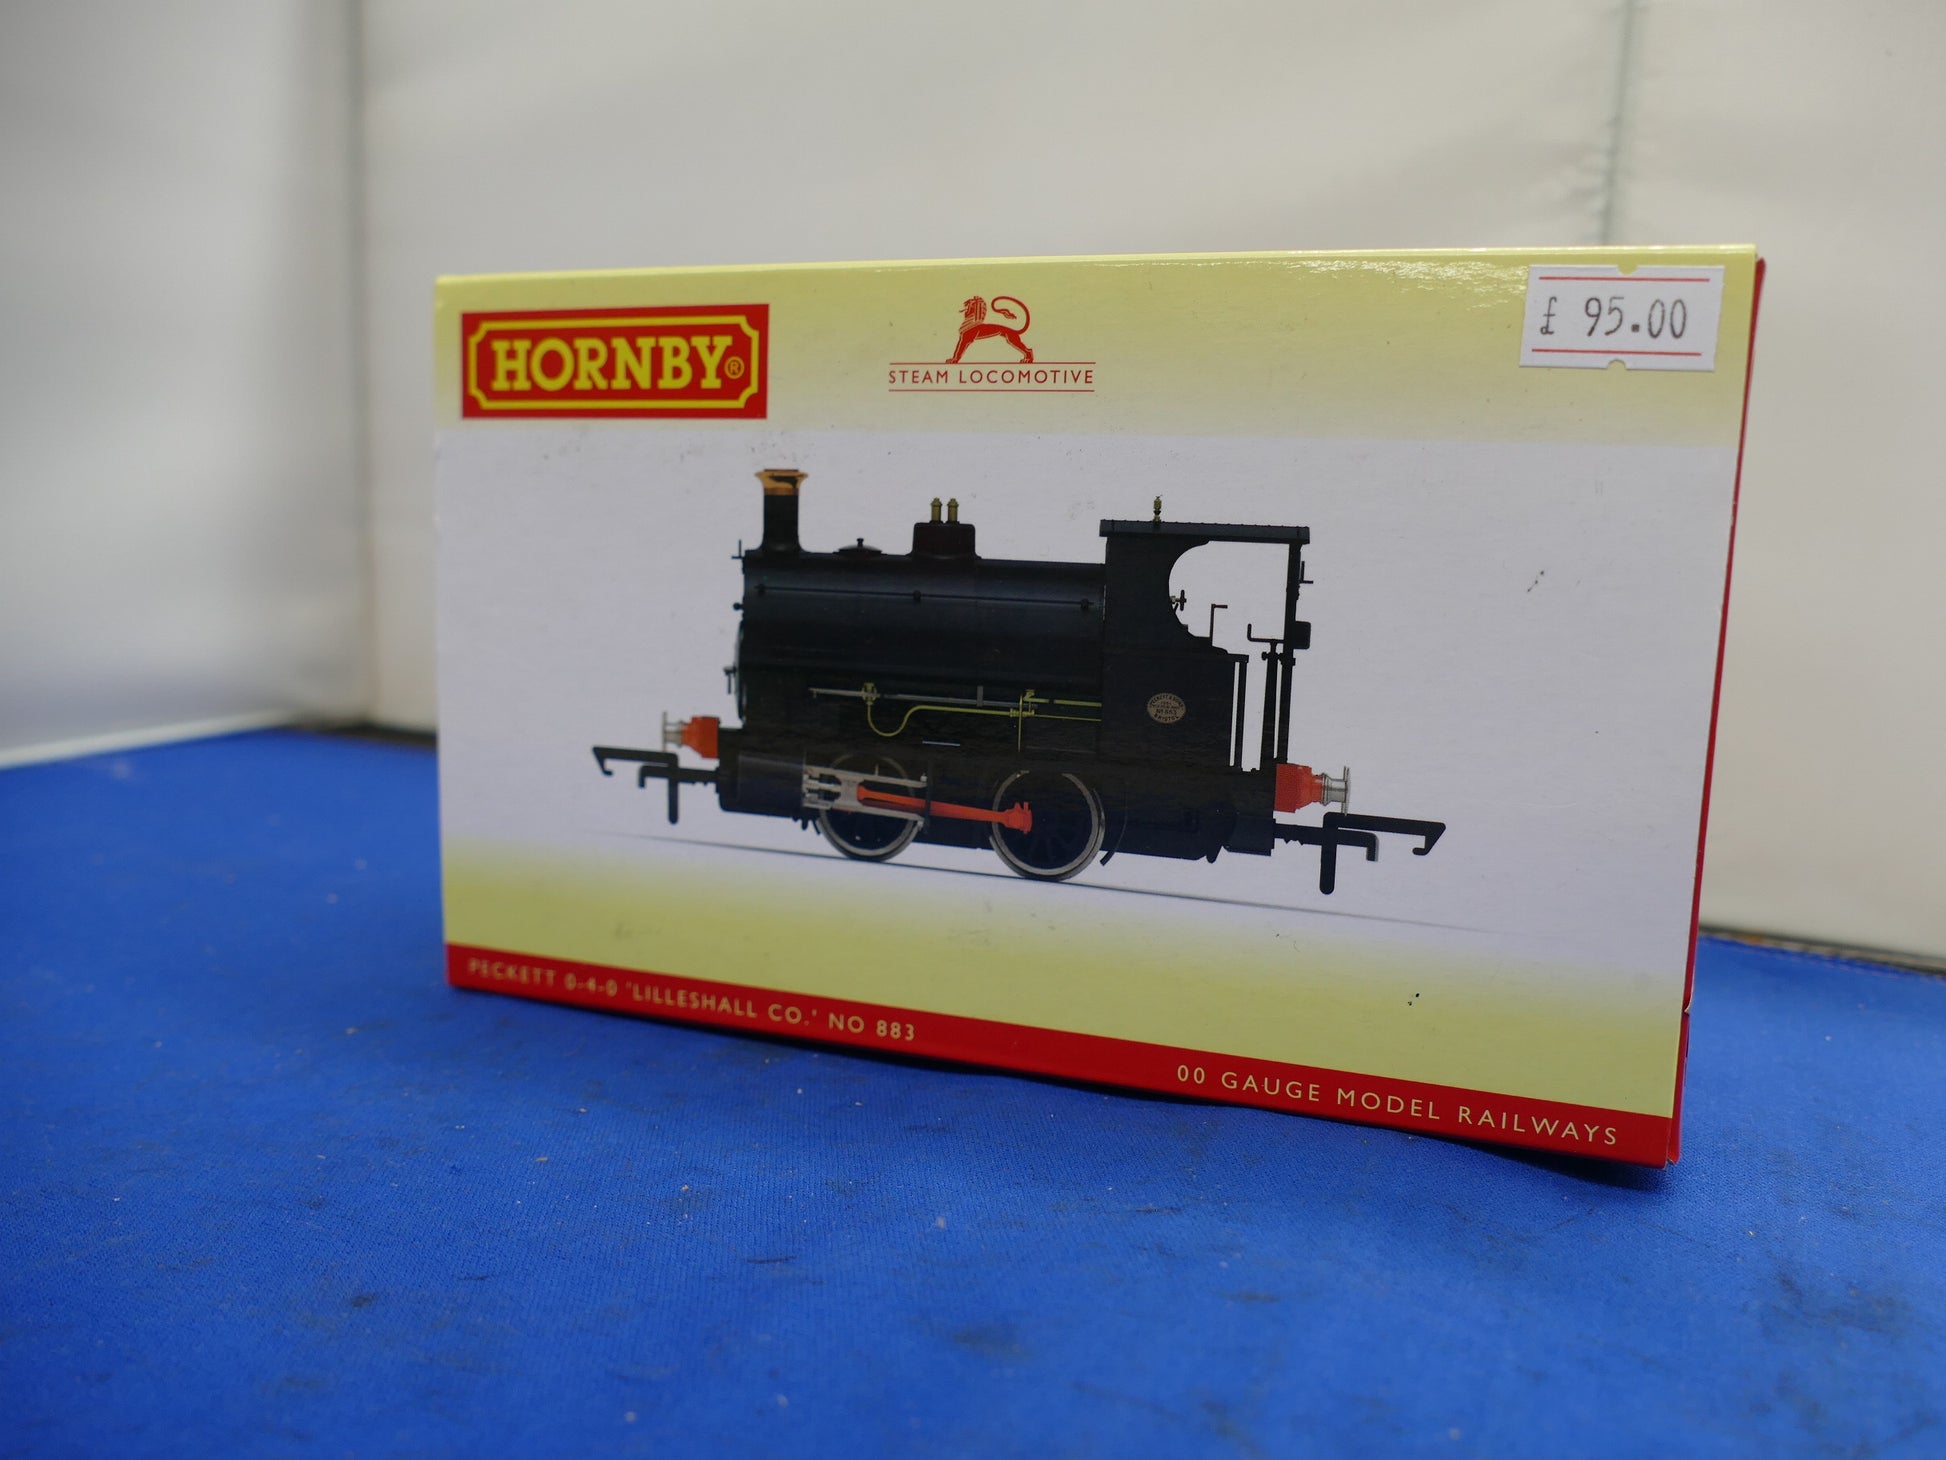 HORNBY®
STEAM LOCOMOTIVE
£ 95.00
PECKETT 0-4-0 'LILLESHALL CO.' NO 883
00 GAUGE MODEL RAILWAYS